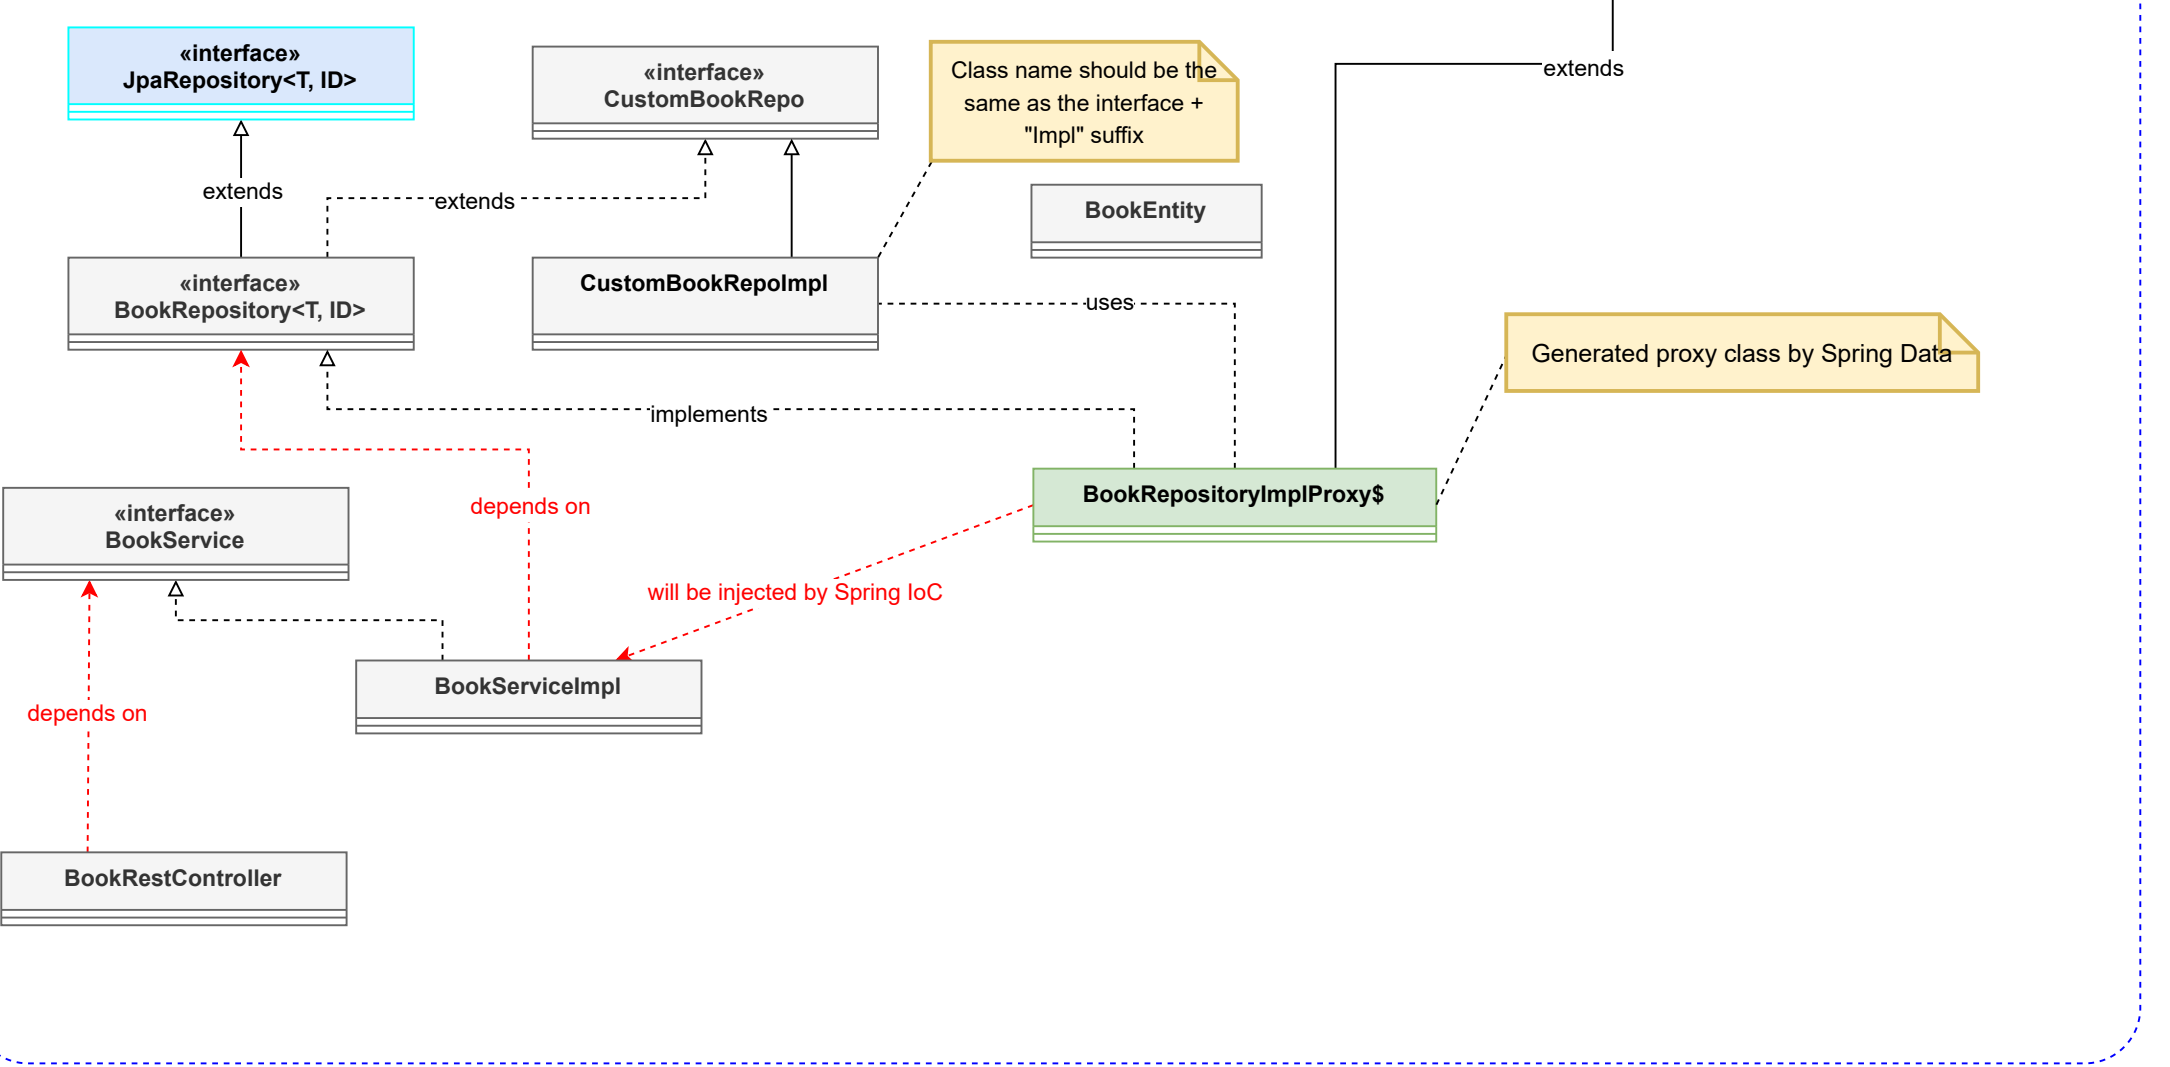 «interface»
JpaRepository<T, ID>
«interface»
CustomBookRepo
Class name should be the
same as the interface +
"Impl" suffix
extends
extends
extends
BookEntity
«interface»
BookRepository<T, ID>
CustomBookRepoImpl
uses
Generated proxy class by Spring Data
implements
BookRepositoryImplProxy$
«interface»
BookService
depends on
will be injected by Spring IoC
BookServiceImpl
depends on
BookRestController